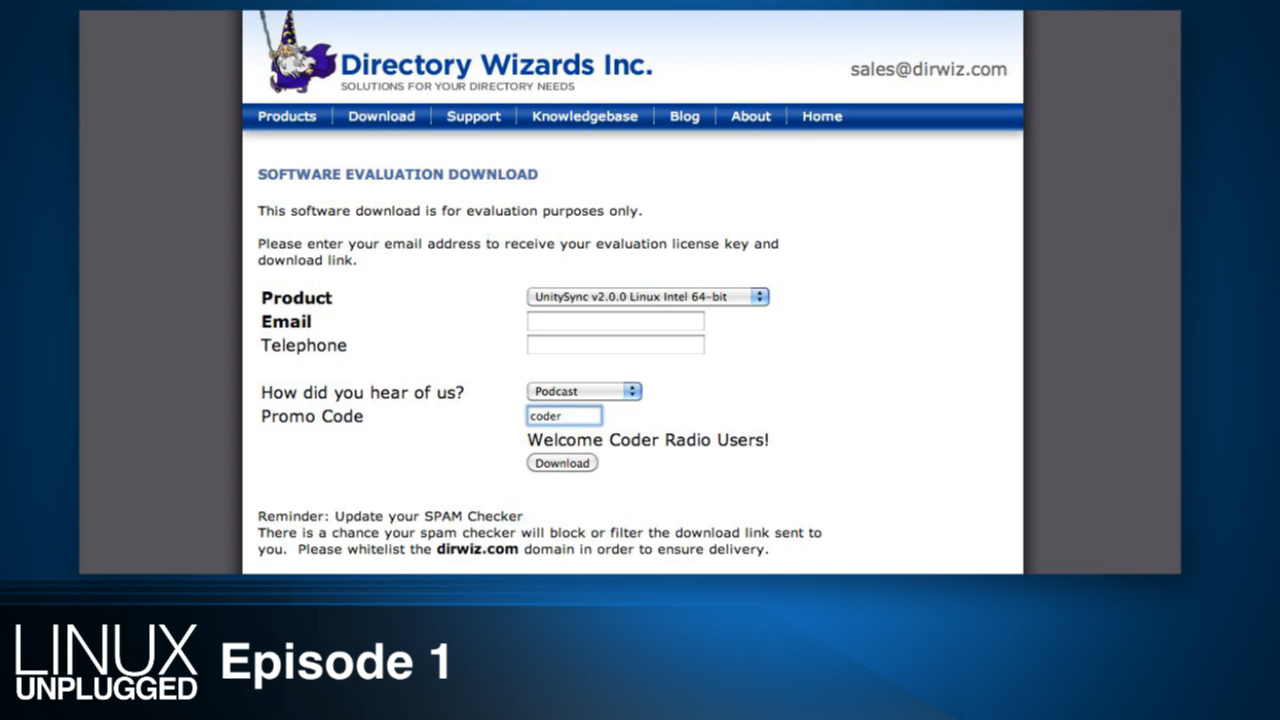 Directory Wizards Inc.
SOLUTIONS FOR YOUR DIRECTORY NEEDS
sales@dirwiz.com
Products Download Support Knowledgebase Blog About Home
SOFTWARE EVALUATION DOWNLOAD
This software download is for evaluation purposes only.
Please enter your email address to receive your evaluation license key and
download link.
Product UnitySync v2.0.0 Linux Intel 64-bit
Email
Telephone
How did you hear of us? Podcast
Promo Code coder
Welcome Coder Radio Users!
Download
Reminder: Update your SPAM Checker
There is a chance your spam checker will block or filter the download link sent to
you. Please whitelist the dirwiz.com domain in order to ensure delivery.
LINUX
UNPLUGGED
Episode 1